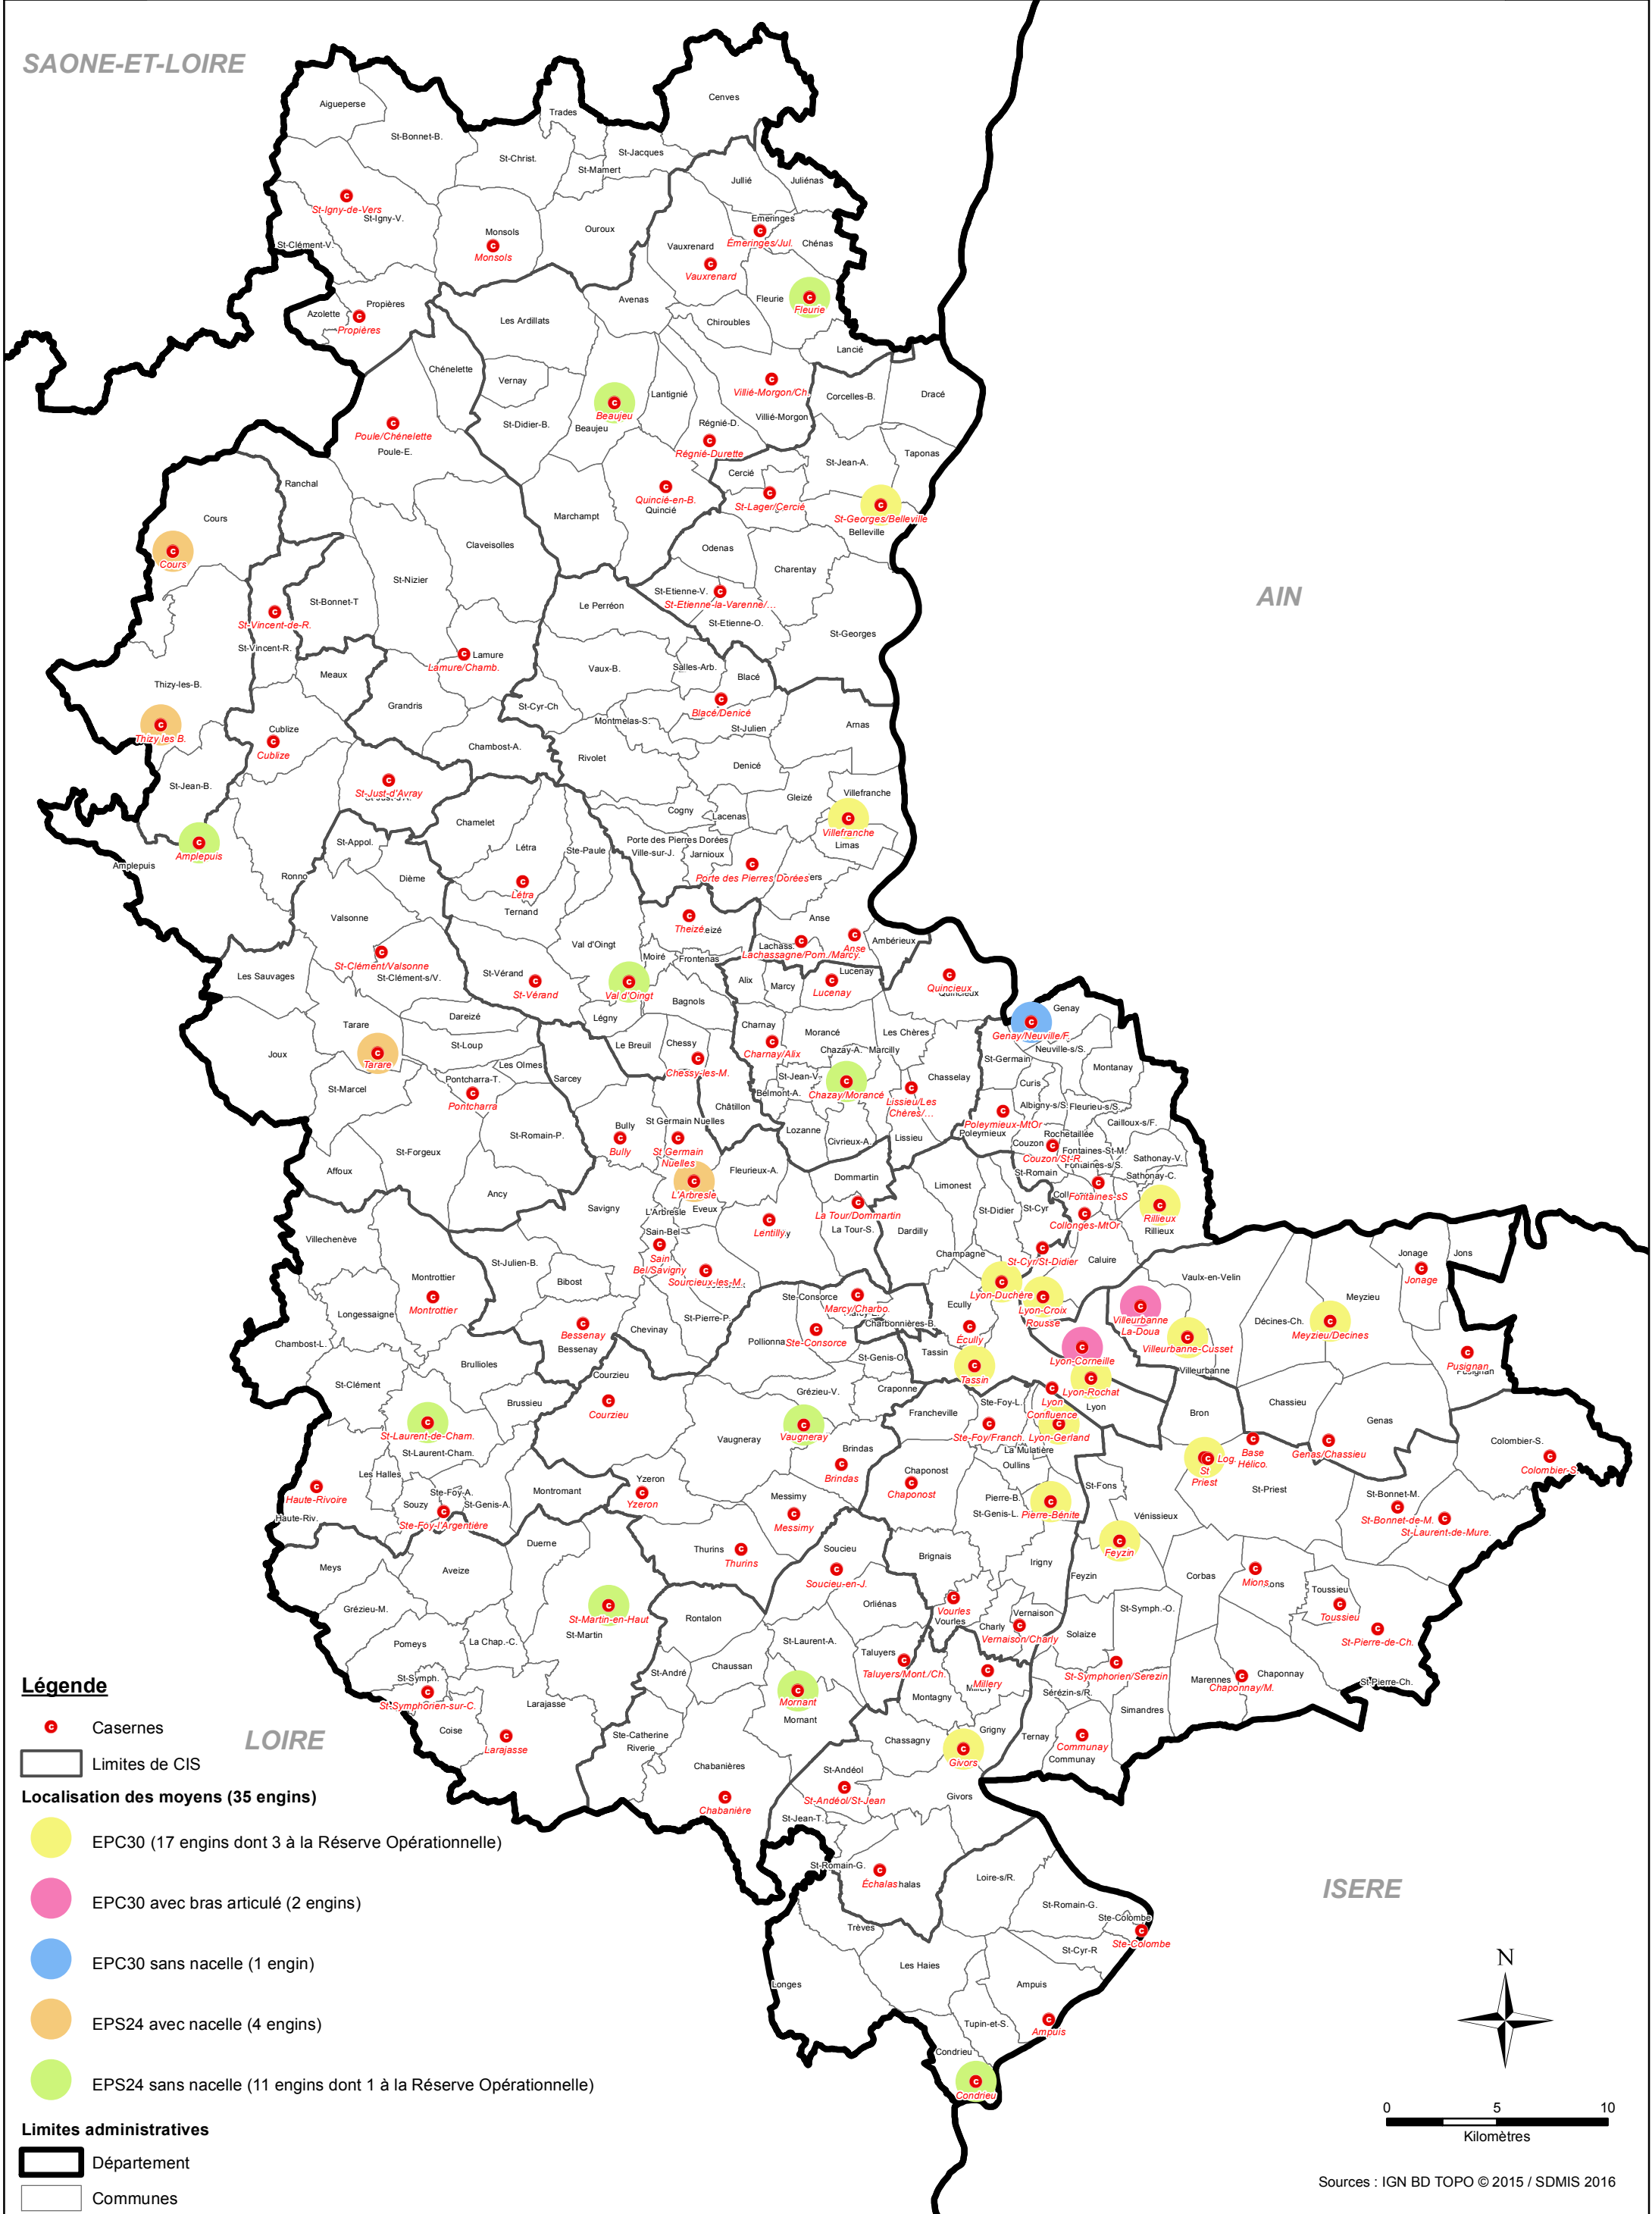 SAONE-ET-LOIRE
Cenves
Aigueperse
Trades
St-Bonnet-B.
St-Christ.
St-Jacques
St-Mamert
Jullié
Juliénas
St-Igny-de-Vers
St-Igny-V.
Emeringes
Émeringes/Jul.
Chénas
St-Clément-V.
Monsols
Monsols
Ouroux
Vauxrenard
Vauxrenard
Azolette
Propières
Propières
Avenas
Fleurie
Fleurie
Les Ardillats
Chiroubles
Lancié
Chénelette
Vernay
Lantignié
Villié-Morgon/Ch.
Villié-Morgon
Corcelles-B.
Dracé
Beaujeu
Beaujeu
St-Didier-B.
Régnié-D.
Régnié-Durette
Poule/Chénelette
Poule-E.
St-Jean-A.
Taponas
Ranchal
Cercié
St-Lager/Cercié
Quincié-en-B.
Quincié
Marchampt
St-Georges/Belleville
Belleville
Cours
Cours
Claveisolles
Odenas
Charentay
St-Nizier
St-Bonnet-T
St-Etienne-V.
St-Etienne-la-Varenne/...
Le Perréon
St-Etienne-O.
St-Vincent-de-R.
St-Vincent-R.
St-Georges
Lamure
Lamure/Chamb.
Vaux-B.
Salles-Arb.
Blacé
Meaux
Thizy-les-B.
Grandris
St-Cyr-Ch
Blacé/Denicé
Montmelas-S.
St-Julien
Arnas
Thizy les B.
Cublize
Cublize
Chambost-A.
Rivolet
Denicé
St-Jean-B.
St-Just-d'Avray
Gleizé
Villefranche
Villefranche
Limas
Cogny
Lacenas
Chamelet
St-Appol.
Létra
Létra
Ste-Paule
Porte des Pierres Dorées
Ville-sur-J.
Jarnioux
Porte des Pierres Dorées
ers
Amplepuis
Amplepuis
Ronno
Dième
Ternand
Valsonne
Theizé
eizé
Anse
Anse
Ambérieux
Lachass.
Lachassagne/Pom./Marcy.
Val d'Oingt
Val d'Oingt
Moiré
Frontenas
St-Clément/Valsonne
St-Clément-s/V.
Les Sauvages
St-Vérand
St-Vérand
Alix
Marcy
Lucenay
Lucenay
Quincieux
Quincieux
Bagnols
Légny
Dareizé
Tarare
Tarare
Joux
St-Loup
Les Olmes
Le Breuil
Chessy
Chessy-les-M.
Charnay
Charnay/Alix
Morancé
Les Chères
Chazay-A.
Marcilly
Chazay/Morancé
St-Jean-V.
Belmont-A.
Chasselay
Lissieu/Les
Chères/...
Genay
Genay/Neuville/F.
Neuville-s/S.
St-Germain
Montanay
Curis
Albigny-s/S.
Fleurieu-s/S.
Cailloux-s/F.
Poleymieux-MtOr
Poleymieux
Rochetaillée
Couzon
Couzon/St-R.
Fontaines-St-M.
Fontaines-s/S.
Fontaines-sS
Sathonay-V.
Sathonay-C.
St-Marcel
Pontcharra-T.
Pontcharra
Sarcey
Châtillon
Lozanne
Civrieux-A.
Lissieu
St-Romain-P.
Bully
Bully
St Germain Nuelles
St Germain
Nuelles
St-Forgeux
Affoux
Ancy
Savigny
L'Arbresle
L'Arbresle
Eveux
Fleurieux-A.
Dommartin
La Tour/Dommartin
La Tour-S.
Limonest
St-Romain
St-Didier
St-Cyr
Collonges-MtOr
Rillieux
Rillieux
Lentilly
Dardilly
Sain-Bel
Sain
Bel/Savigny
Sourcieux-les-M.
Villechenève
Montrottier
Montrottier
St-Julien-B.
Bibost
Champagne
St-Cyr/St-Didier
Caluire
Lyon-Duchère
Lyon-Croix
Rousse
Vaulx-en-Velin
Jonage
Jonage
Jons
Meyzieu
Longessaigne
Chambost-L.
St-Pierre-P.
Chevinay
Bessenay
Bessenay
Ste-Consorce
Ste-Consorce
Marcy/Charbo.
Charbonnières-B.
Pollionna
Ecully
Écully
Villeurbanne
La-Doua
Villeurbanne-Cusset
Villeurbanne
Décines-Ch.
Meyzieu/Decines
Pusignan
Pusignan
Brullioles
St-Clément
Brussieu
Courzieu
Courzieu
St-Genis-O.
Tassin
Tassin
Lyon-Corneille
Lyon-Rochat
Lyon
Lyon
Confluence
Lyon-Gerland
Grézieu-V.
Craponne
Francheville
Ste-Foy-L.
Ste-Foy/Franch.
La Mulatière
Bron
Chassieu
Genas
Genas/Chassieu
Colombier-S.
Colombier-S.
St-Laurent-de-Cham.
St-Laurent-Cham.
Vaugneray
Vaugneray
Brindas
Brindas
Oullins
Chaponost
Chaponost
St
Priest
Base
Log.
Hélico.
St-Priest
Les Halles
Haute-Rivoire
Haute-Riv.
Souzy
Ste-Foy-A.
St-Genis-A.
Ste-Foy-l'Argentière
Montromant
Yzeron
Yzeron
Messimy
Messimy
Pierre-B.
St-Genis-L.
Pierre-Bénite
St-Fons
Vénissieux
St-Bonnet-M.
St-Bonnet-de-M.
St-Laurent-de-Mure.
Duerne
Meys
Aveize
Thurins
Thurins
Soucieu
Soucieu-en-J.
Brignais
Irigny
Feyzin
Feyzin
Corbas
Mions
ons
Toussieu
Toussieu
Grézieu-M.
St-Martin-en-Haut
St-Martin
Rontalon
Orliénas
Vourles
Vourles
Charly
Vernaison
Vernaison/Charly
St-Symph.-O.
Solaize
St-Pierre-de-Ch.
St-Pierre-Ch.
Pomeys
La Chap.-C.
St-Laurent-A.
Taluyers
Taluyers/Mont./Ch.
Millery
St-Symphorien/Serezin
Sérézin-s/R.
Marennes
Chaponnay
Chaponnay/M.
St-André
Chaussan
St-Symph.
St-Symphorien-sur-C.
Larajasse
Larajasse
Coise
Mornant
Mornant
Montagny
Simandres
Ste-Catherine
Riverie
Chassagny
Grigny
Givors
Givors
Ternay
Communay
Communay
Chabanières
Chabanière
St-Andéol
St-Andéol/St-Jean
St-Jean-T.
St-Romain-G.
Échalas
halas
Loire-s/R.
St-Romain-G.
Ste-Colombe
Ste-Colombe
Trèves
St-Cyr-R
Les Haies
Longes
Ampuis
Ampuis
Tupin-et-S.
Condrieu
Condrieu
AIN
LOIRE
ISERE
Légende
C Casernes
Limites de CIS
Localisation des moyens (35 engins)
EPC30 (17 engins dont 3 à la Réserve Opérationnelle)
EPC30 avec bras articulé (2 engins)
EPC30 sans nacelle (1 engin)
EPS24 avec nacelle (4 engins)
EPS24 sans nacelle (11 engins dont 1 à la Réserve Opérationnelle)
Limites administratives
Département
Communes
N
0 5 10
Kilomètres
Sources : IGN BD TOPO © 2015 / SDMIS 2016